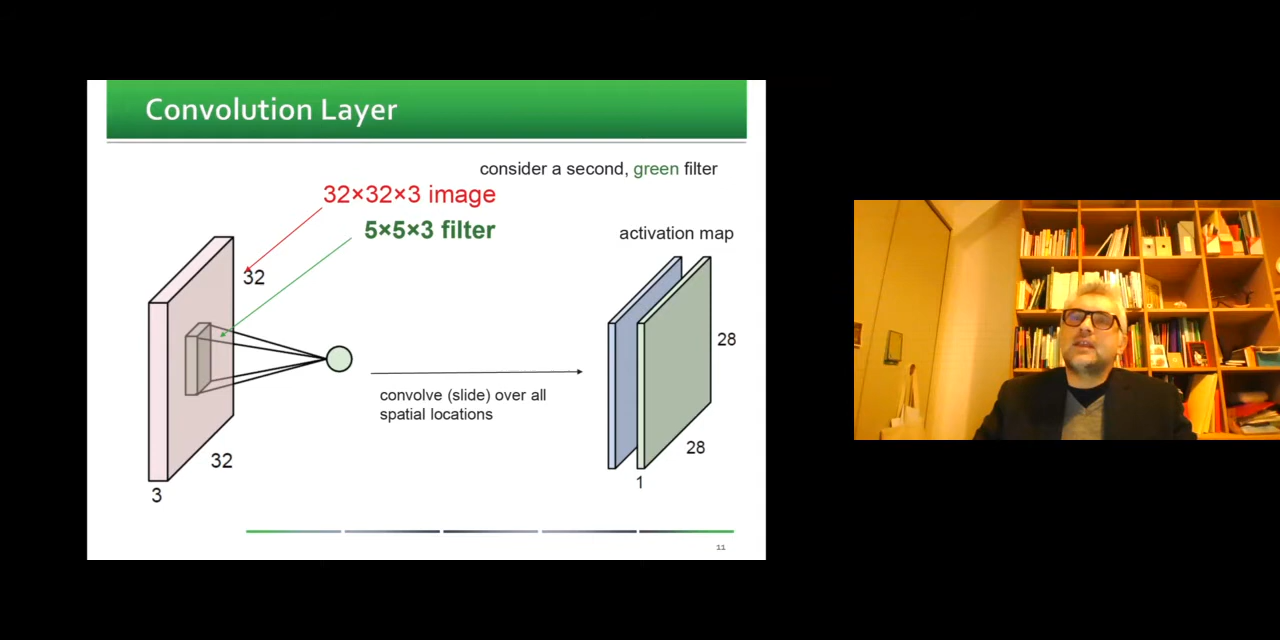 Convolution Layer
consider a second, green filter
32×32×3 image
5×5×3 filter
activation map
32
28
convolve (slide) over all
spatial locations
28
32
1
3
11